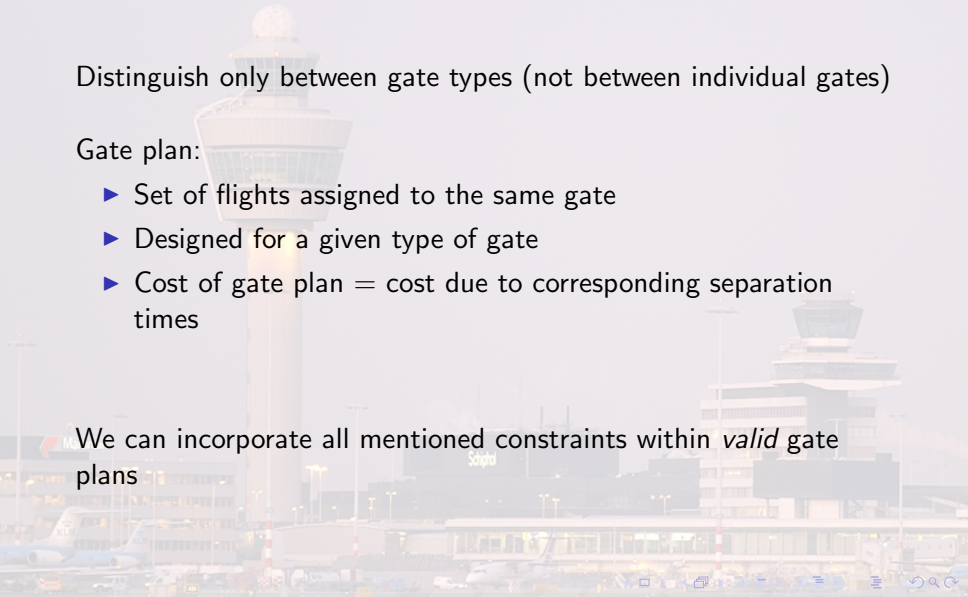 Distinguish only between gate types (not between individual gates)
Gate plan:
▶ Set of flights assigned to the same gate
▶ Designed for a given type of gate
▶ Cost of gate plan = cost due to corresponding separation
times
We can incorporate all mentioned constraints within valid gate
plans
Schiphol